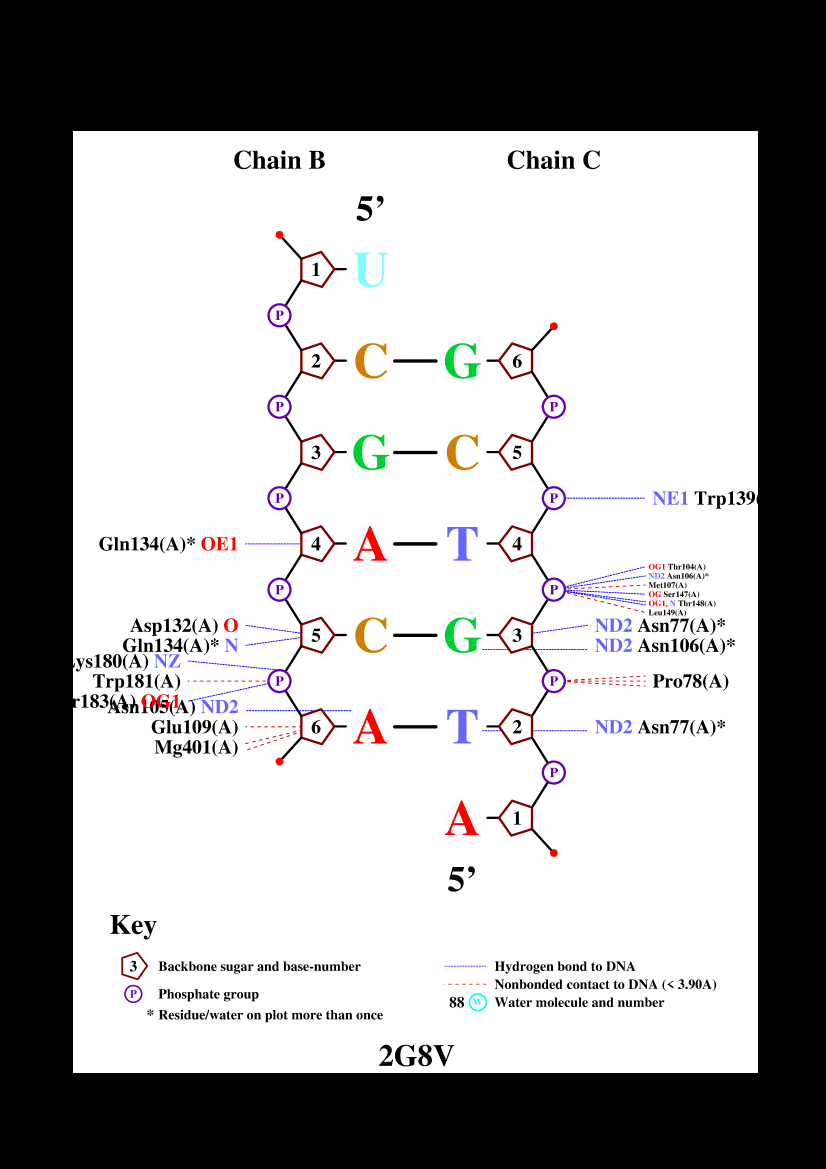 Chain B Chain C
5’
1 U
P
2 C G 6
P P
3 G C 5
P P NE1 Trp139(
Gln134(A)* OE1 4 A T 4
OG1 Thr104(A)
ND2 Asn106(A)*
Met107(A)
P P
OG Ser147(A)
OG1, N Thr148(A)
Leu149(A)
Asp132(A) O ND2 Asn77(A)*
5 C G 3
Gln134(A)* N ND2 Asn106(A)*
ys180(A) NZ
Trp181(A) P P Pro78(A)
r183(A) OG1
Asn105(A) ND2
Glu109(A) 6 A T 2 ND2 Asn77(A)*
Mg401(A)
P
A 1
5’
Key
3 Backbone sugar and base-number
P Phosphate group
* Residue/water on plot more than once
Hydrogen bond to DNA
Nonbonded contact to DNA (< 3.90A)
88 W Water molecule and number
2G8V